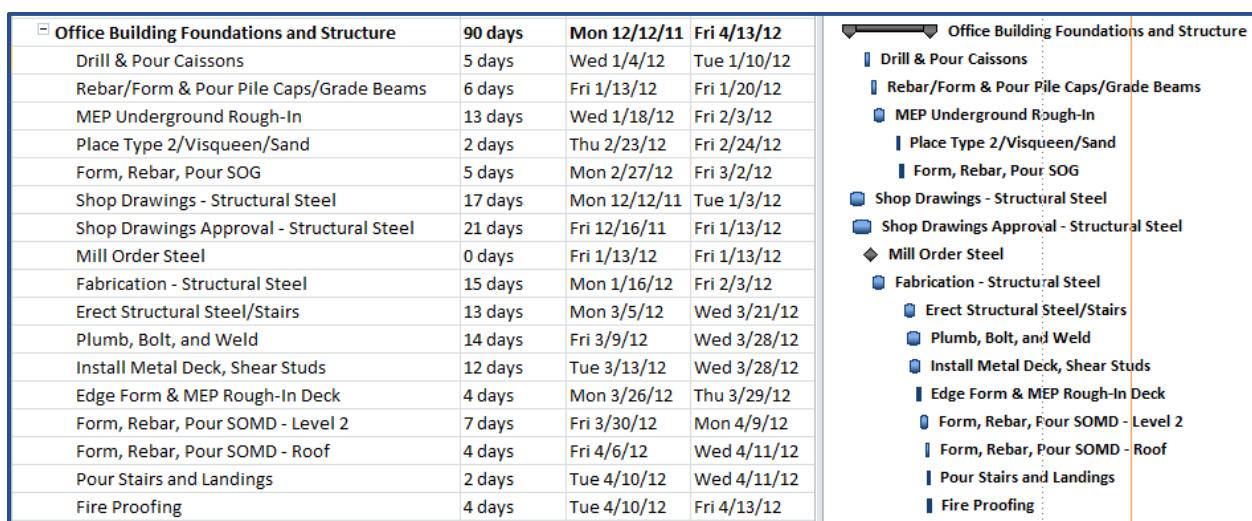 Office Building Foundations and Structure 90 days Mon 12/12/11 Fri 4/13/12 Office Building Foundations and Structure
Drill & Pour Caissons 5 days Wed 1/4/12 Tue 1/10/12 Drill & Pour Caissons
Rebar/Form & Pour Pile Caps/Grade Beams 6 days Fri 1/13/12 Fri 1/20/12 Rebar/Form & Pour Pile Caps/Grade Beams
MEP Underground Rough-In 13 days Wed 1/18/12 Fri 2/3/12 MEP Underground Rough-In
Place Type 2/Visqueen/Sand 2 days Thu 2/23/12 Fri 2/24/12 Place Type 2/Visqueen/Sand
Form, Rebar, Pour SOG 5 days Mon 2/27/12 Fri 3/2/12 Form, Rebar, Pour SOG
Shop Drawings - Structural Steel 17 days Mon 12/12/11 Tue 1/3/12 Shop Drawings - Structural Steel
Shop Drawings Approval - Structural Steel 21 days Fri 12/16/11 Fri 1/13/12 Shop Drawings Approval - Structural Steel
Mill Order Steel 0 days Fri 1/13/12 Fri 1/13/12 Mill Order Steel
Fabrication - Structural Steel 15 days Mon 1/16/12 Fri 2/3/12 Fabrication - Structural Steel
Erect Structural Steel/Stairs 13 days Mon 3/5/12 Wed 3/21/12 Erect Structural Steel/Stairs
Plumb, Bolt, and Weld 14 days Fri 3/9/12 Wed 3/28/12 Plumb, Bolt, and Weld
Install Metal Deck, Shear Studs 12 days Tue 3/13/12 Wed 3/28/12 Install Metal Deck, Shear Studs
Edge Form & MEP Rough-In Deck 4 days Mon 3/26/12 Thu 3/29/12 Edge Form & MEP Rough-In Deck
Form, Rebar, Pour SOMD - Level 2 7 days Fri 3/30/12 Mon 4/9/12 Form, Rebar, Pour SOMD - Level 2
Form, Rebar, Pour SOMD - Roof 4 days Fri 4/6/12 Wed 4/11/12 Form, Rebar, Pour SOMD - Roof
Pour Stairs and Landings 2 days Tue 4/10/12 Wed 4/11/12 Pour Stairs and Landings
Fire Proofing 4 days Tue 4/10/12 Fri 4/13/12 Fire Proofing